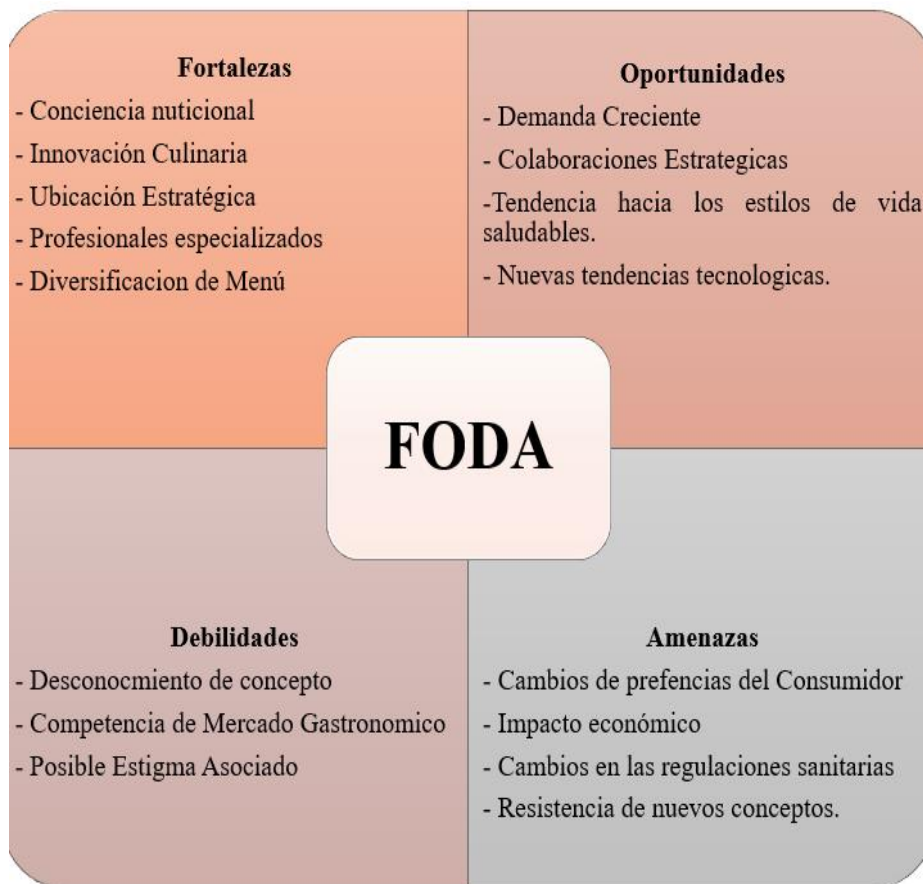 Fortalezas
- Conciencia nuticional
- Innovación Culinaria
- Ubicación Estratégica
- Profesionales especializados
- Diversificacion de Menú
Oportunidades
- Demanda Creciente
- Colaboraciones Estrategicas
-Tendencia hacia los estilos de vida
saludables.
- Nuevas tendencias tecnologicas.
FODA
Debilidades
- Desconocmiento de concepto
- Competencia de Mercado Gastronomico
- Posible Estigma Asociado
Amenazas
- Cambios de prefencias del Consumidor
- Impacto económico
- Cambios en las regulaciones sanitarias
- Resistencia de nuevos conceptos.